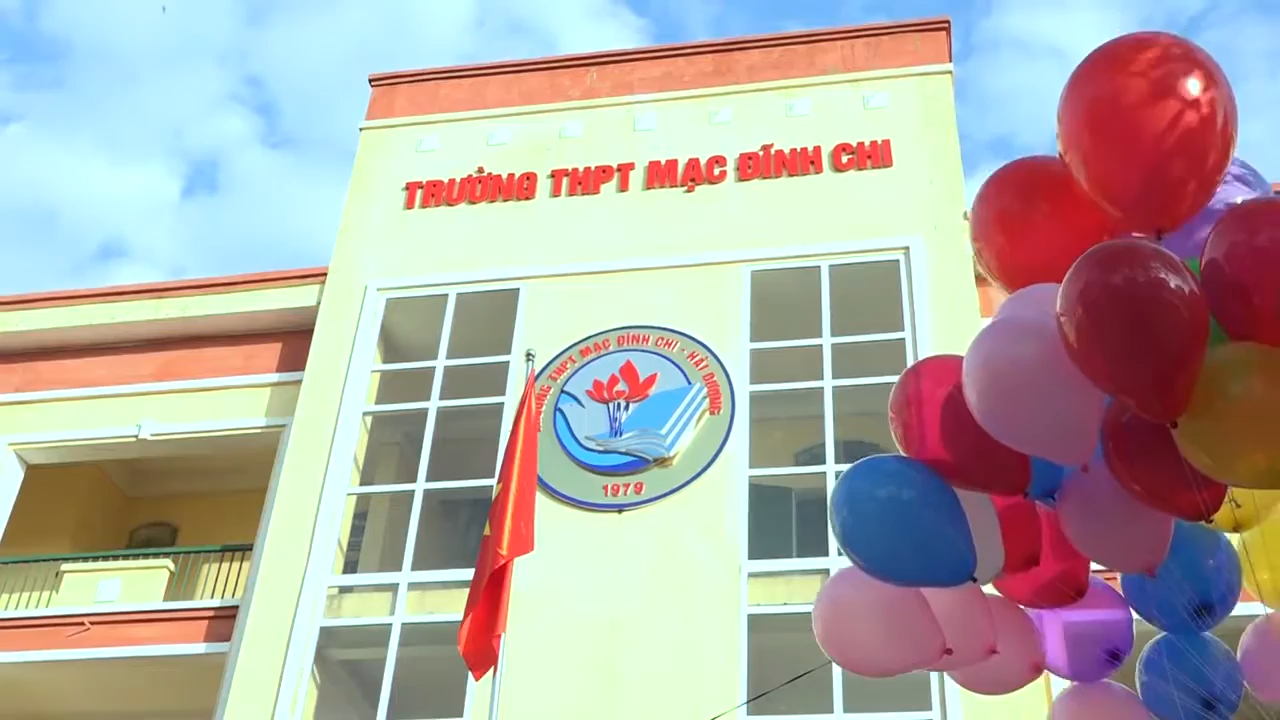 TRƯỜNG THPT MẠC ĐĨNH CHI
TRƯỜNG THPT MẠC ĐĨNH CHI - HẢI DƯƠNG
1979